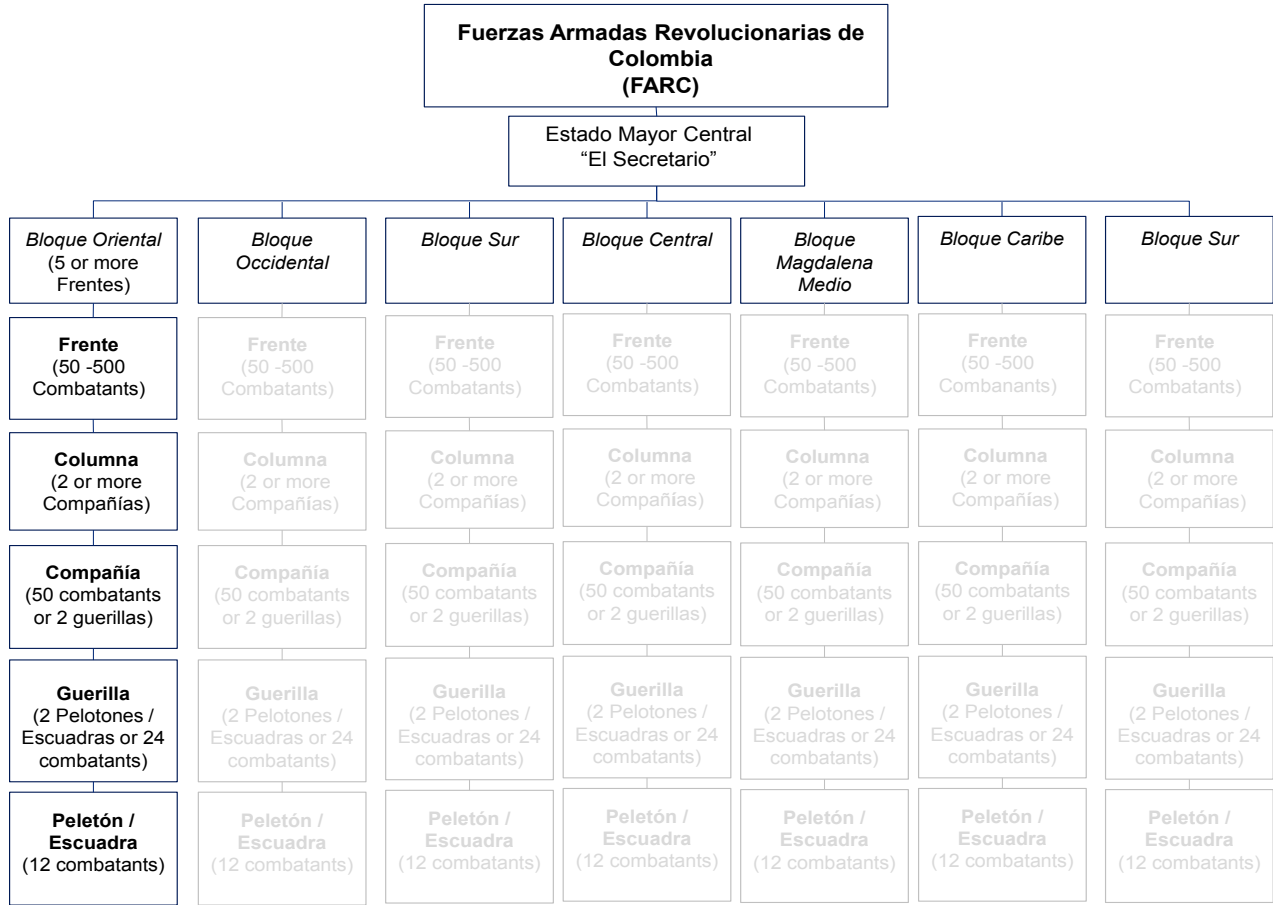 Fuerzas Armadas Revolucionarias de
Colombia
(FARC)
Estado Mayor Central
“El Secretario”
Bloque Oriental
(5 or more
Frentes)
Bloque
Occidental
Bloque Sur
Bloque Central
Bloque
Magdalena
Medio
Bloque Caribe
Bloque Sur
Frente
(50 -500
Combatants)
Frente
(50 -500
Combatants)
Frente
(50 -500
Combatants)
Frente
(50 -500
Combatants)
Frente
(50 -500
Combatants)
Frente
(50 -500
Combanants)
Frente
(50 -500
Combatants)
Columna
(2 or more
Compañías)
Columna
(2 or more
Compañías)
Columna
(2 or more
Compañías)
Columna
(2 or more
Compañías)
Columna
(2 or more
Compañías)
Columna
(2 or more
Compañías)
Columna
(2 or more
Compañías)
Compañía
(50 combatants
or 2 guerillas)
Compañía
(50 combatants
or 2 guerillas)
Compañía
(50 combatants
or 2 guerillas)
Compañía
(50 combatants
or 2 guerillas)
Compañía
(50 combatants
or 2 guerillas)
Compañía
(50 combatants
or 2 guerillas)
Compañía
(50 combatants
or 2 guerillas)
Guerilla
(2 Pelotones /
Escuadras or 24
combatants)
Guerilla
(2 Pelotones /
Escuadras or 24
combatants)
Guerilla
(2 Pelotones /
Escuadras or 24
combatants)
Guerilla
(2 Pelotones /
Escuadras or 24
combatants)
Guerilla
(2 Pelotones /
Escuadras or 24
combatants)
Guerilla
(2 Pelotones /
Escuadras or 24
combatants)
Guerilla
(2 Pelotones /
Escuadras or 24
combatants)
Peletón /
Escuadra
(12 combatants)
Peletón /
Escuadra
(12 combatants)
Peletón /
Escuadra
(12 combatants)
Peletón /
Escuadra
(12 combatants)
Peletón /
Escuadra
(12 combatants)
Peletón /
Escuadra
(12 combatants)
Peletón /
Escuadra
(12 combatants)